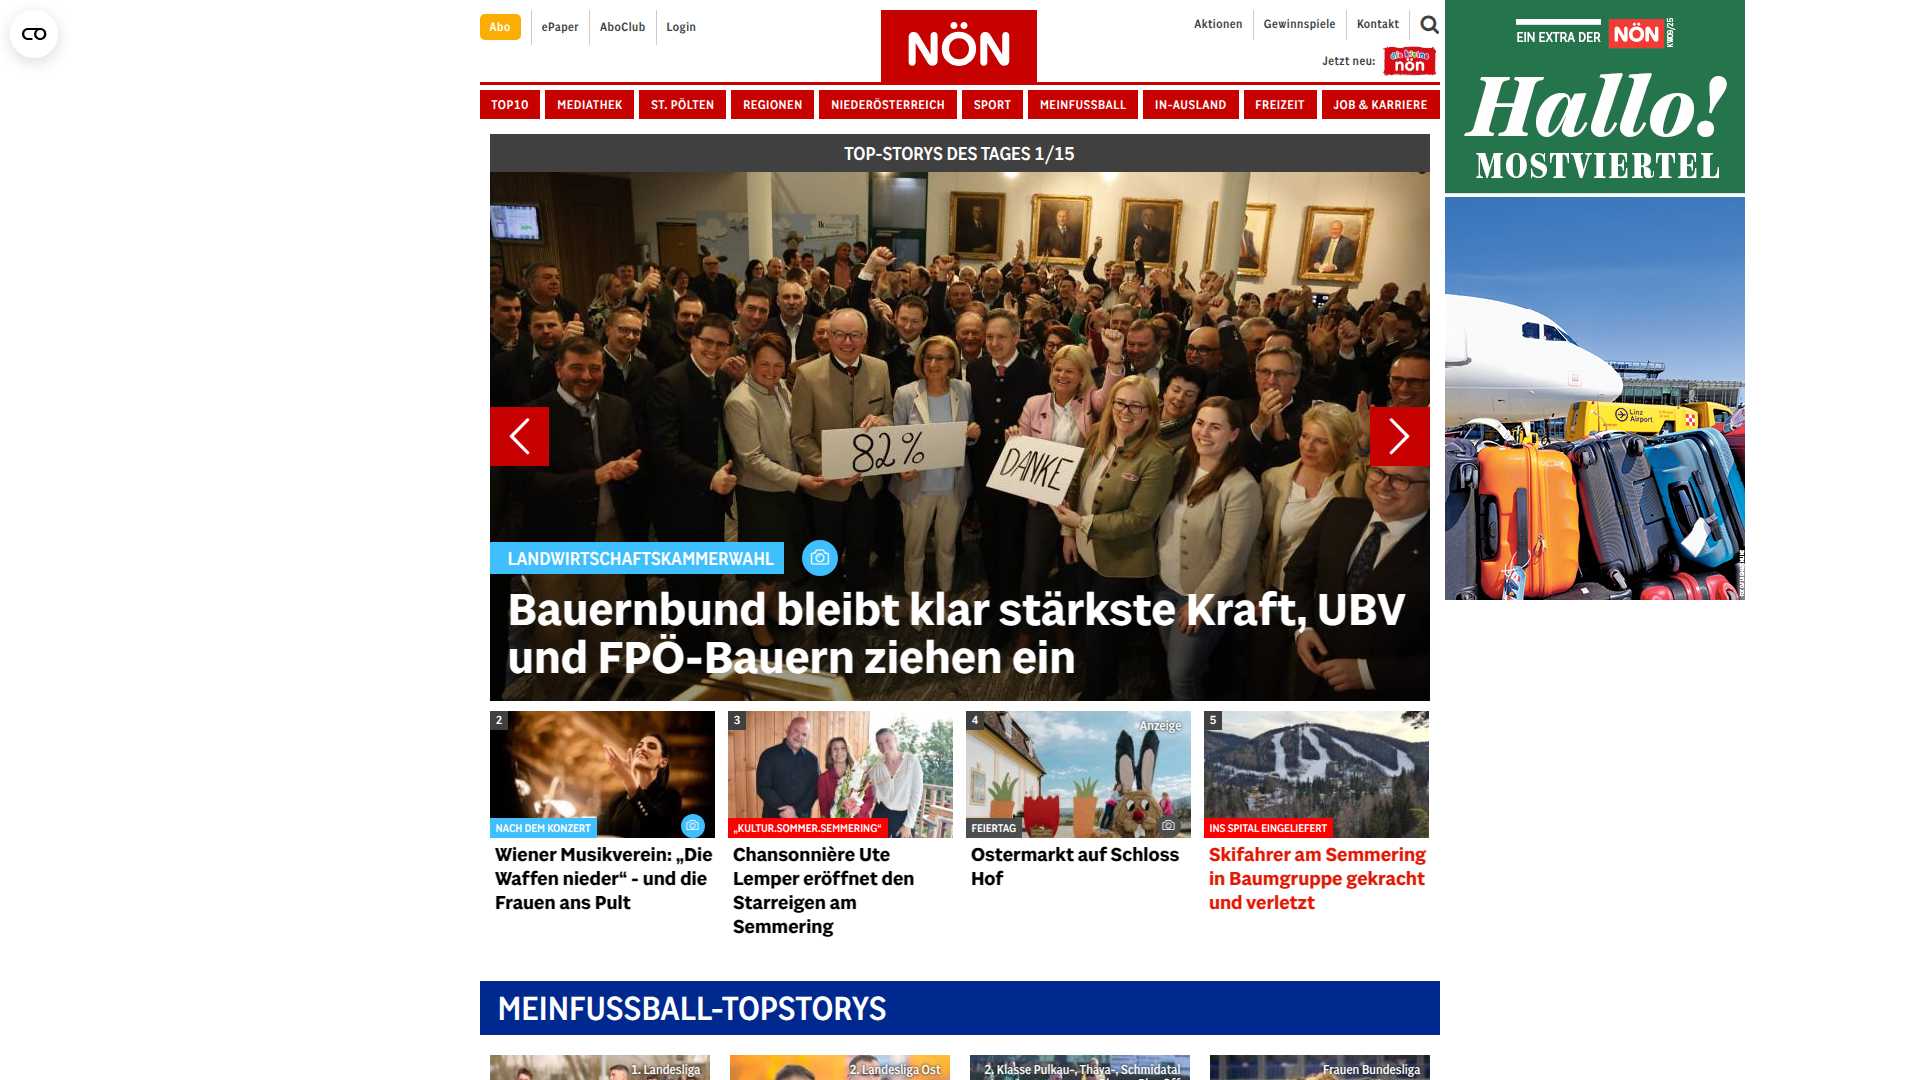 Abo
ePaper
AboClub
Login
NÖN
Aktionen
Gewinnspiele
Kontakt
Jetzt neu:
die kleine
nön
TOP10
MEDIATHEK
ST. PÖLTEN
REGIONEN
NIEDERÖSTERREICH
SPORT
MEINFUSSBALL
IN-AUSLAND
FREIZEIT
JOB & KARRIERE
EIN EXTRA DER NÖN KW09/25
Hallo!
MOSTVIERTEL
Linz
Airport
TOP-STORYS DES TAGES 1/15
82%
DANKE
LANDWIRTSCHAFTSKAMMERWAHL
Bauernbund bleibt klar stärkste Kraft, UBV
und FPÖ-Bauern ziehen ein
2
NACH DEM KONZERT
Wiener Musikverein: „Die
Waffen nieder“ - und die
Frauen ans Pult
3
„KULTUR.SOMMER.SEMMERING“
Chansonnière Ute
Lemper eröffnet den
Starreigen am
Semmering
4
Anzeige
FEIERTAG
Ostermarkt auf Schloss
Hof
5
INS SPITAL EINGELIEFERT
Skifahrer am Semmering
in Baumgruppe gekracht
und verletzt
MEINFUSSBALL-TOPSTORYS
1. Landesliga
2. Landesliga Ost
2. Klasse Pulkau-, Thaya-, Schmidatal
Frauen Bundesliga